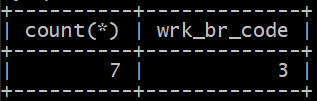 count(*) | wrk_br_code
7 | 3